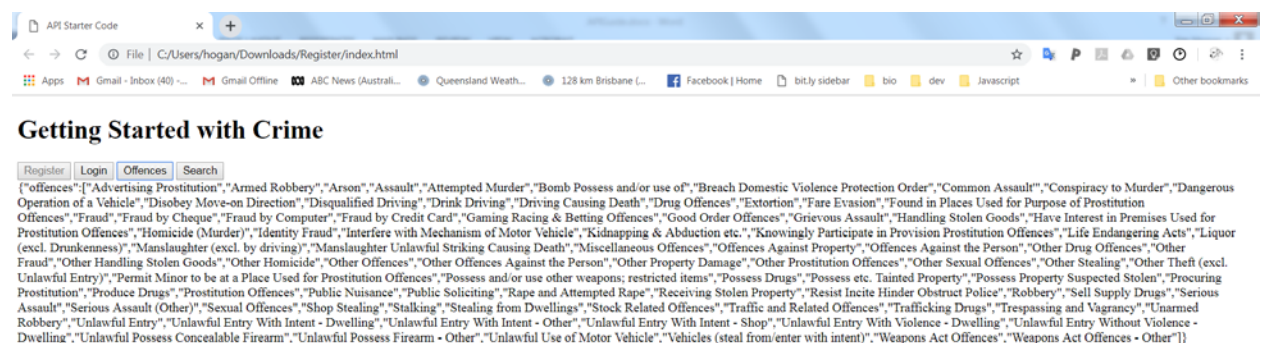 API Starter Code
File | C:/Users/hogan/Downloads/Register/index.html
Apps Gmail - Inbox (40) -... Gmail Offline ABC News (Australi... Queensland Weath... 128 km Brisbane (... Facebook | Home bit.ly sidebar bio dev Javascript » Other bookmarks
Getting Started with Crime
Register Login Offences Search
{"offences":["Advertising Prostitution","Armed Robbery","Arson","Assault","Attempted Murder","Bomb Possess and/or use of","Breach Domestic Violence Protection Order","Common Assault'","Conspiracy to Murder","Dangerous
Operation of a Vehicle","Disobey Move-on Direction","Disqualified Driving","Drink Driving","Driving Causing Death","Drug Offences","Extortion","Fare Evasion","Found in Places Used for Purpose of Prostitution
Offences","Fraud","Fraud by Cheque","Fraud by Computer","Fraud by Credit Card","Gaming Racing & Betting Offences","Good Order Offences","Grievous Assault","Handling Stolen Goods","Have Interest in Premises Used for
Prostitution Offences","Homicide (Murder)","Identity Fraud","Interfere with Mechanism of Motor Vehicle","Kidnapping & Abduction etc.","Knowingly Participate in Provision Prostitution Offences","Life Endangering Acts","Liquor
(excl. Drunkenness)","Manslaughter (excl. by driving)","Manslaughter Unlawful Striking Causing Death","Miscellaneous Offences","Offences Against Property","Offences Against the Person","Other Drug Offences","Other
Fraud","Other Handling Stolen Goods","Other Homicide","Other Offences","Other Offences Against the Person","Other Property Damage","Other Prostitution Offences","Other Sexual Offences","Other Stealing","Other Theft (excl.
Unlawful Entry)","Permit Minor to be at a Place Used for Prostitution Offences","Possess and/or use other weapons; restricted items","Possess Drugs","Possess etc. Tainted Property","Possess Property Suspected Stolen","Procuring
Prostitution","Produce Drugs","Prostitution Offences","Public Nuisance","Public Soliciting","Rape and Attempted Rape","Receiving Stolen Property","Resist Incite Hinder Obstruct Police","Robbery","Sell Supply Drugs","Serious
Assault","Serious Assault (Other)","Sexual Offences","Shop Stealing","Stalking","Stealing from Dwellings","Stock Related Offences","Traffic and Related Offences","Trafficking Drugs","Trespassing and Vagrancy","Unarmed
Robbery","Unlawful Entry","Unlawful Entry With Intent - Dwelling","Unlawful Entry With Intent - Other","Unlawful Entry With Intent - Shop","Unlawful Entry With Violence - Dwelling","Unlawful Entry Without Violence -
Dwelling","Unlawful Possess Concealable Firearm","Unlawful Possess Firearm - Other","Unlawful Use of Motor Vehicle","Vehicles (steal from/enter with intent)","Weapons Act Offences","Weapons Act Offences - Other"]}